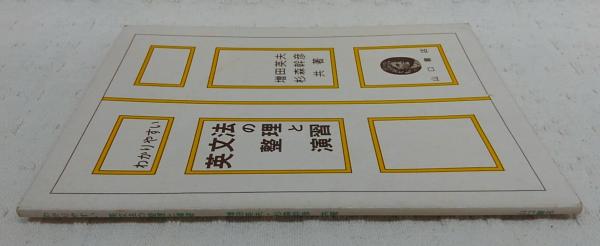 わかりやすい
英文法の
整理と
演習
増田英夫
杉森幹彦
共著
山口書店